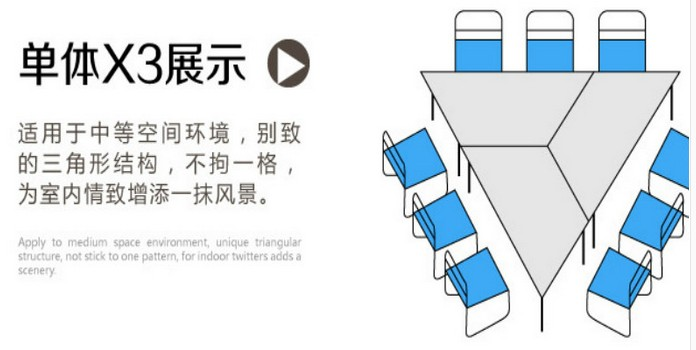 单体X3展示
适用于中等空间环境，别致
的三角形结构，不拘一格，
为室内情致增添一抹风景。
Apply to medium space environment, unique triangular
structure, not stick to one pattern, for indoor twitters adds a
scenery.